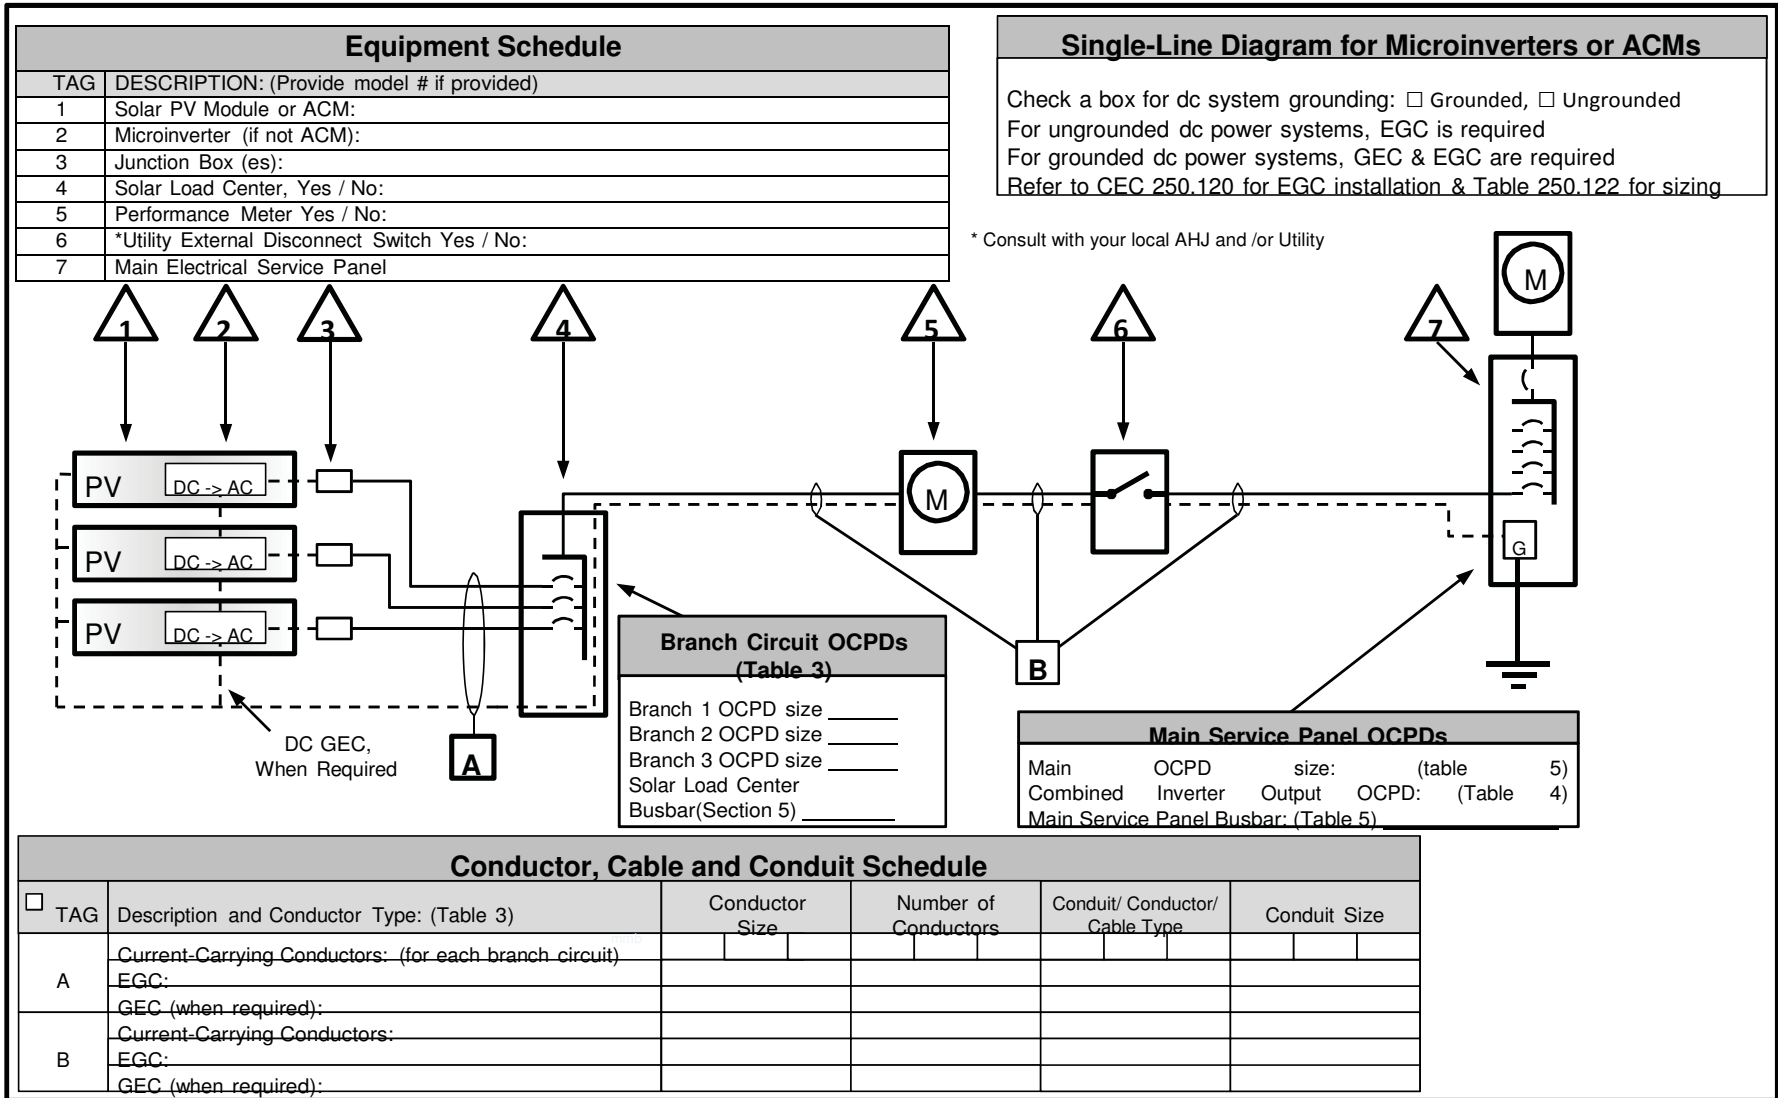 Equipment Schedule
TAG DESCRIPTION: (Provide model # if provided)
1 Solar PV Module or ACM:
2 Microinverter (if not ACM):
3 Junction Box (es):
4 Solar Load Center, Yes / No:
5 Performance Meter Yes / No:
6 *Utility External Disconnect Switch Yes / No:
7 Main Electrical Service Panel
Single-Line Diagram for Microinverters or ACMs
Check a box for dc system grounding: ☐ Grounded, ☐ Ungrounded
For ungrounded dc power systems, EGC is required
For grounded dc power systems, GEC & EGC are required
Refer to CEC 250.120 for EGC installation & Table 250.122 for sizing
* Consult with your local AHJ and /or Utility
M
1 2 3 4 5 6 7
PV DC -> AC
M
PV DC -> AC
G
PV DC -> AC
DC GEC,
When Required
A
B
Branch Circuit OCPDs
(Table 3)
Branch 1 OCPD size ______
Branch 2 OCPD size ______
Branch 3 OCPD size ______
Solar Load Center
Busbar(Section 5) ________
Main Service Panel OCPDs
Main OCPD size: (table 5)
Combined Inverter Output OCPD: (Table 4)
Main Service Panel Busbar: (Table 5) ________________
Conductor, Cable and Conduit Schedule
☐ TAG Description and Conductor Type: (Table 3)
Conductor
Size
Number of
Conductors
Conduit/ Conductor/
Cable Type
Conduit Size
A
Current-Carrying Conductors: (for each branch circuit)
EGC:
GEC (when required):
B
Current-Carrying Conductors:
EGC:
GEC (when required):